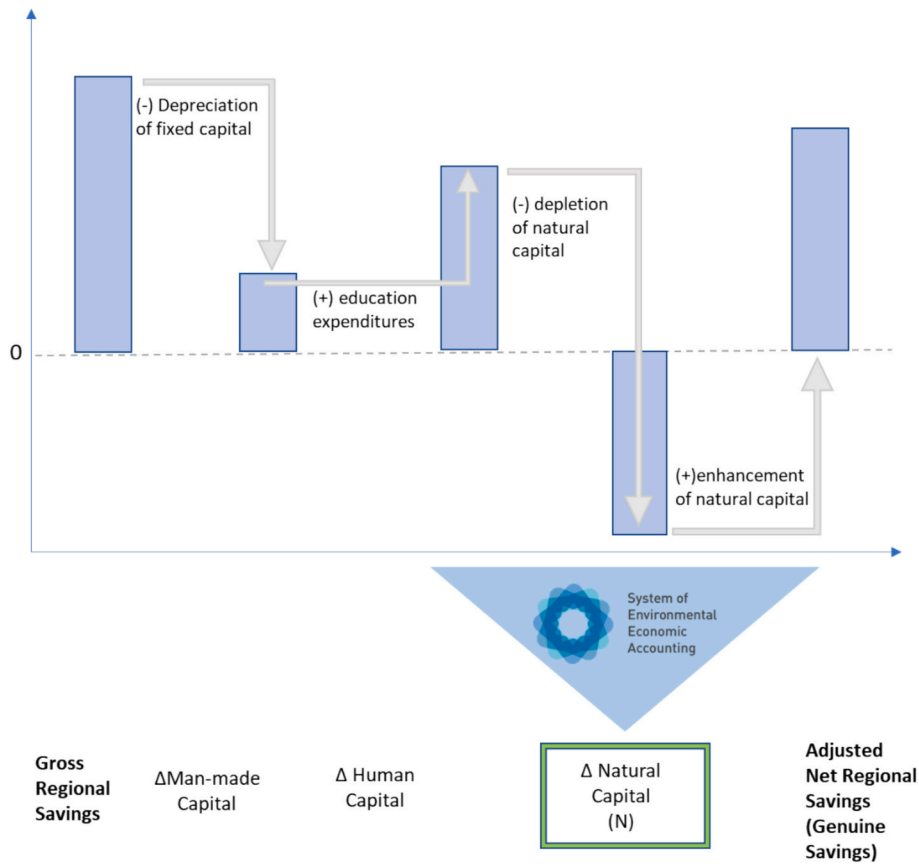 (-) Depreciation
of fixed capital
(-) depletion
of natural
capital
(+) education
expenditures
0
(+)enhancement
of natural capital
System of
Environmental
Economic
Accounting
Gross
Regional
Savings
ΔMan-made
Capital
Δ Human
Capital
Δ Natural
Capital
(N)
Adjusted
Net Regional
Savings
(Genuine
Savings)